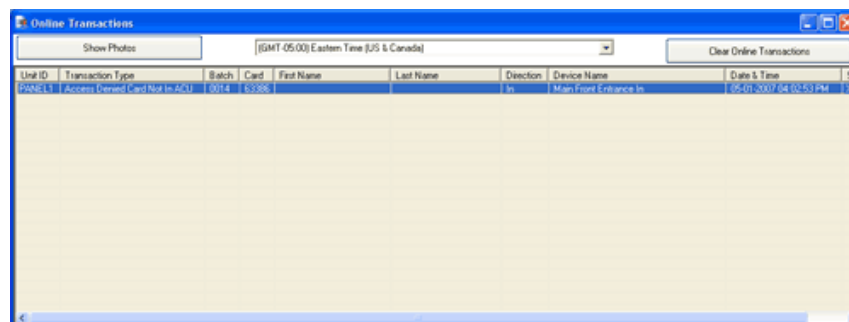 Online Transactions
Show Photos (GMT-05:00) Eastern Time (US & Canada) Clear Online Transactions
Unit ID Transaction Type Batch Card First Name Last Name Direction Device Name Date & Time
PANEL1 Access Denied Card Not In ACU 0014 63386 In Main Front Entrance In 05-01-2007 04:02:53 PM